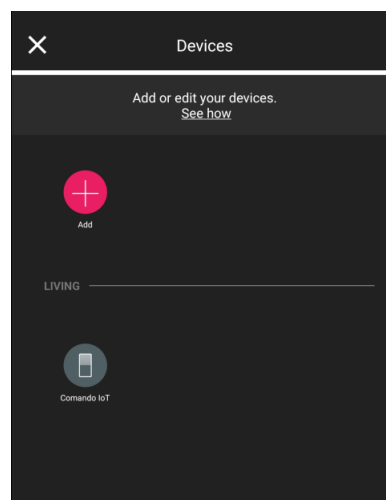 Devices
Add or edit your devices.
See how
Add
LIVING
Comando IoT